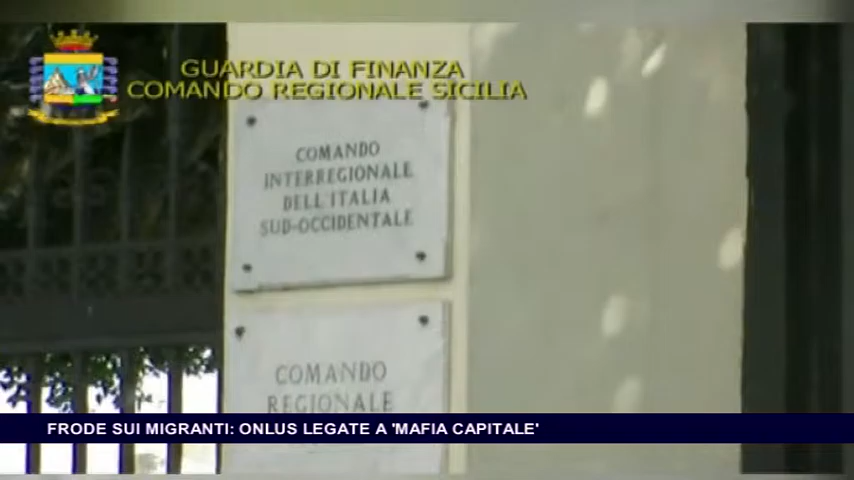 GUARDIA DI FINANZA
COMANDO REGIONALE SICILIA
COMANDO
INTERREGIONALE
DELL'ITALIA
SUD-OCCIDENTALE
COMANDO
REGIONALE
FRODE SUI MIGRANTI: ONLUS LEGATE A 'MAFIA CAPITALE'